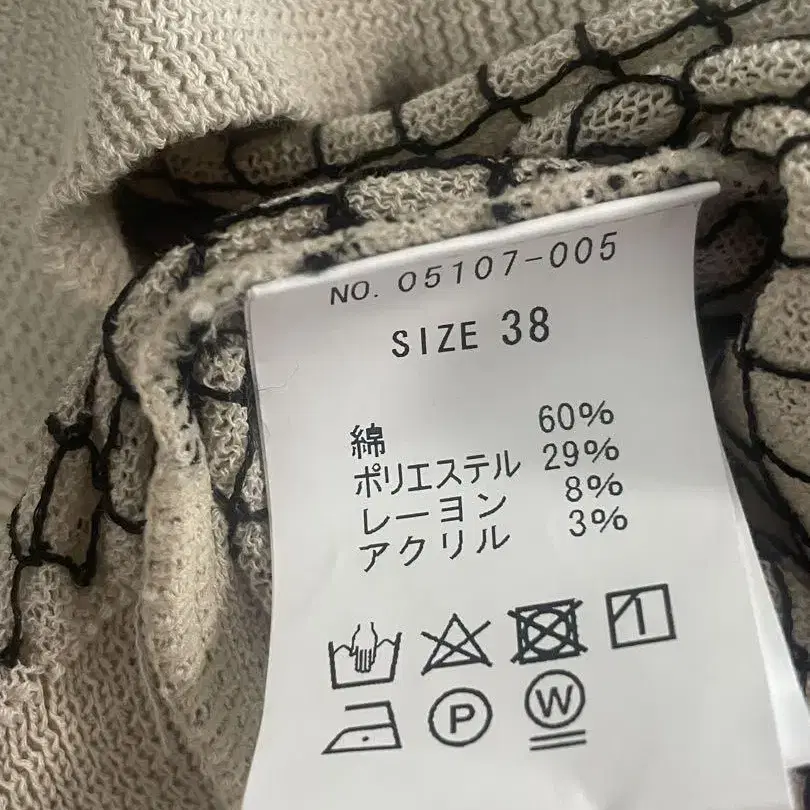 NO. 05107-005
SIZE 38
綿 60%
ポリエステル 29%
レーヨン 8%
アクリル 3%
P W